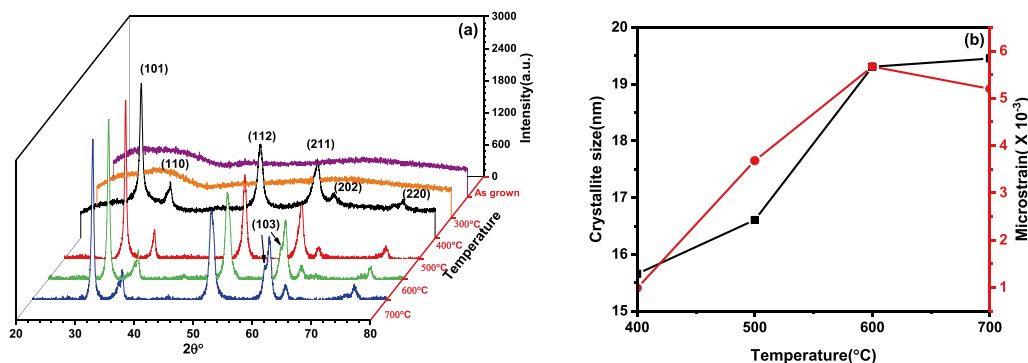 (a)
3000
2400
1800
1200
600
0
Intensity(a.u.)
(101)
(110)
(112)
(211)
(202)
(220)
(103)
As grown
300°C
400°C
500°C
600°C
700°C
Temperature
20 30 40 50 60 70 80
2θ°
(b)
20
19
18
17
16
15
Crystallite size(nm)
6
5
4
3
2
1
Microstrain( X 10⁻³)
400 500 600 700
Temperature(°C)